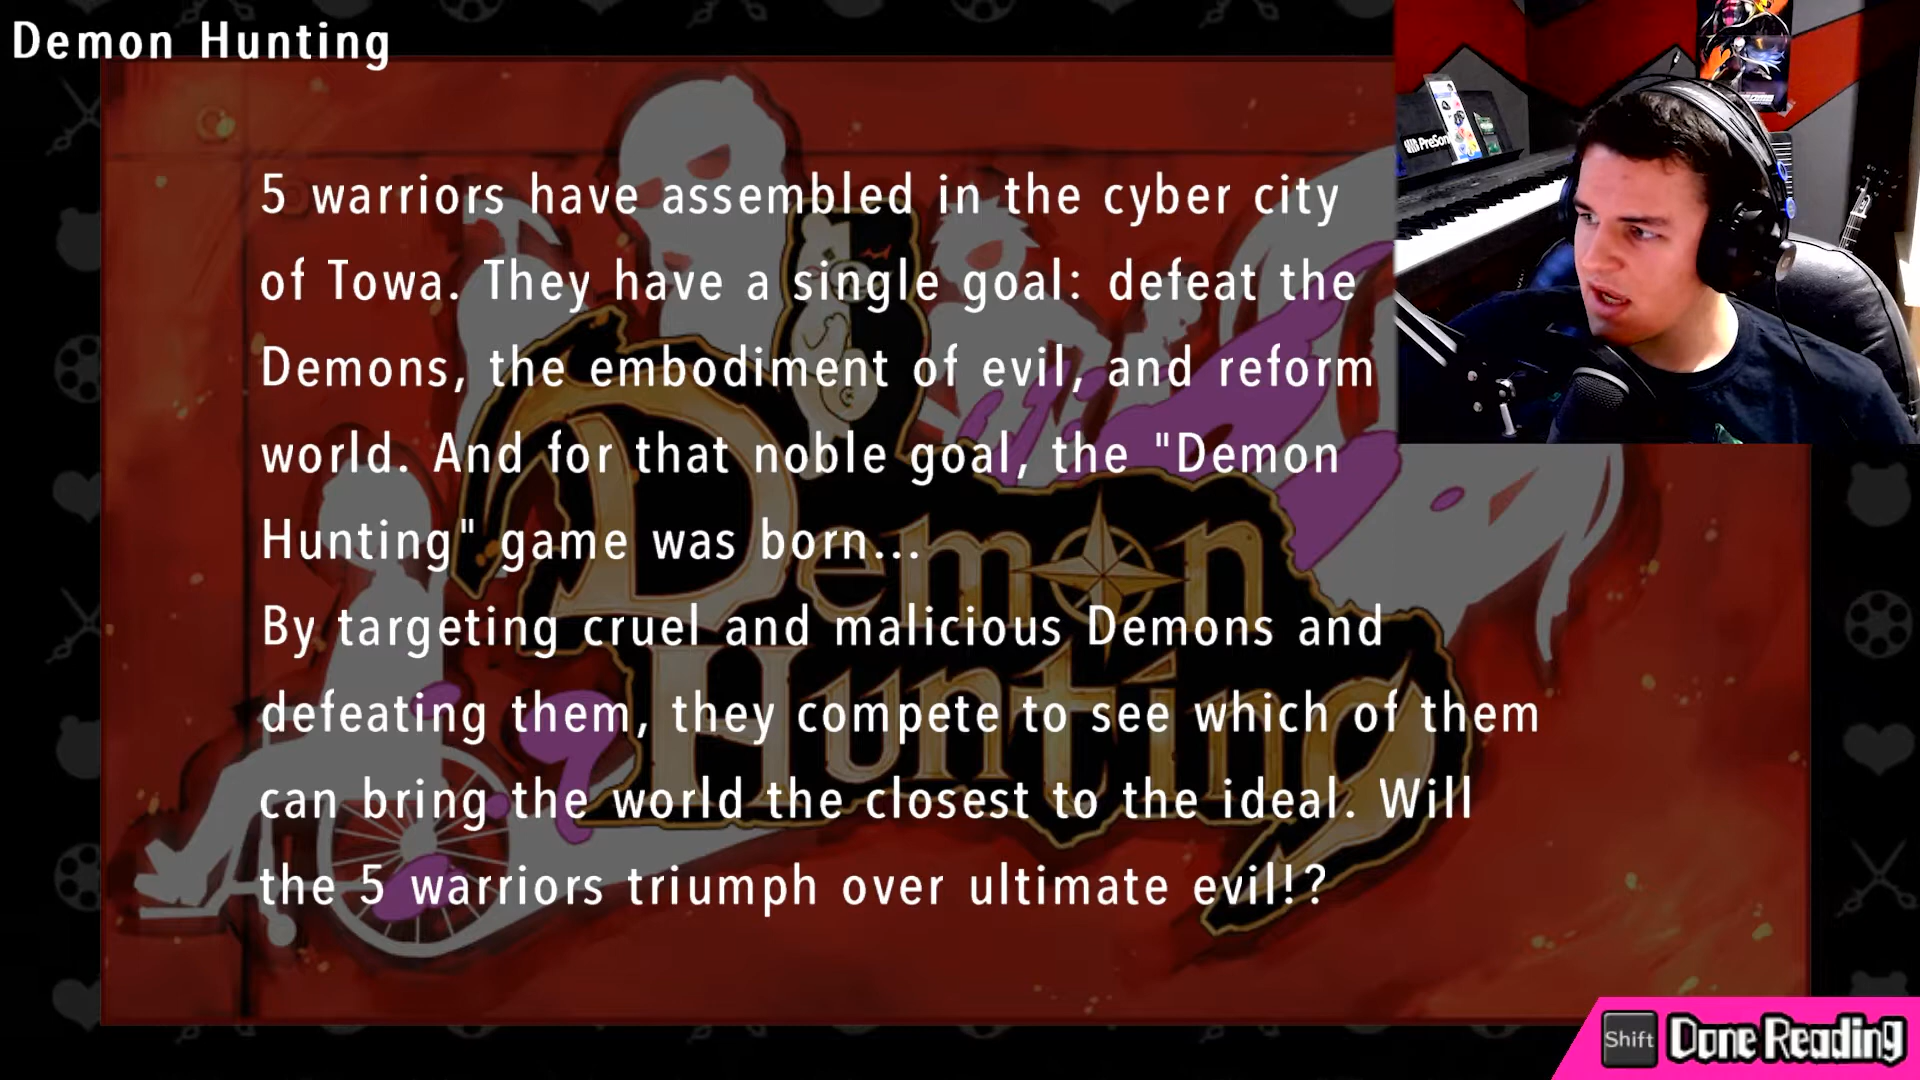 Demon Hunting
5 warriors have assembled in the cyber city
of Towa. They have a single goal: defeat the
Demons, the embodiment of evil, and reform
world. And for that noble goal, the "Demon
Hunting" game was born...
By targeting cruel and malicious Demons and
defeating them, they compete to see which of them
can bring the world the closest to the ideal. Will
the 5 warriors triumph over ultimate evil!?
Demon
Hunting
Shift Done Reading